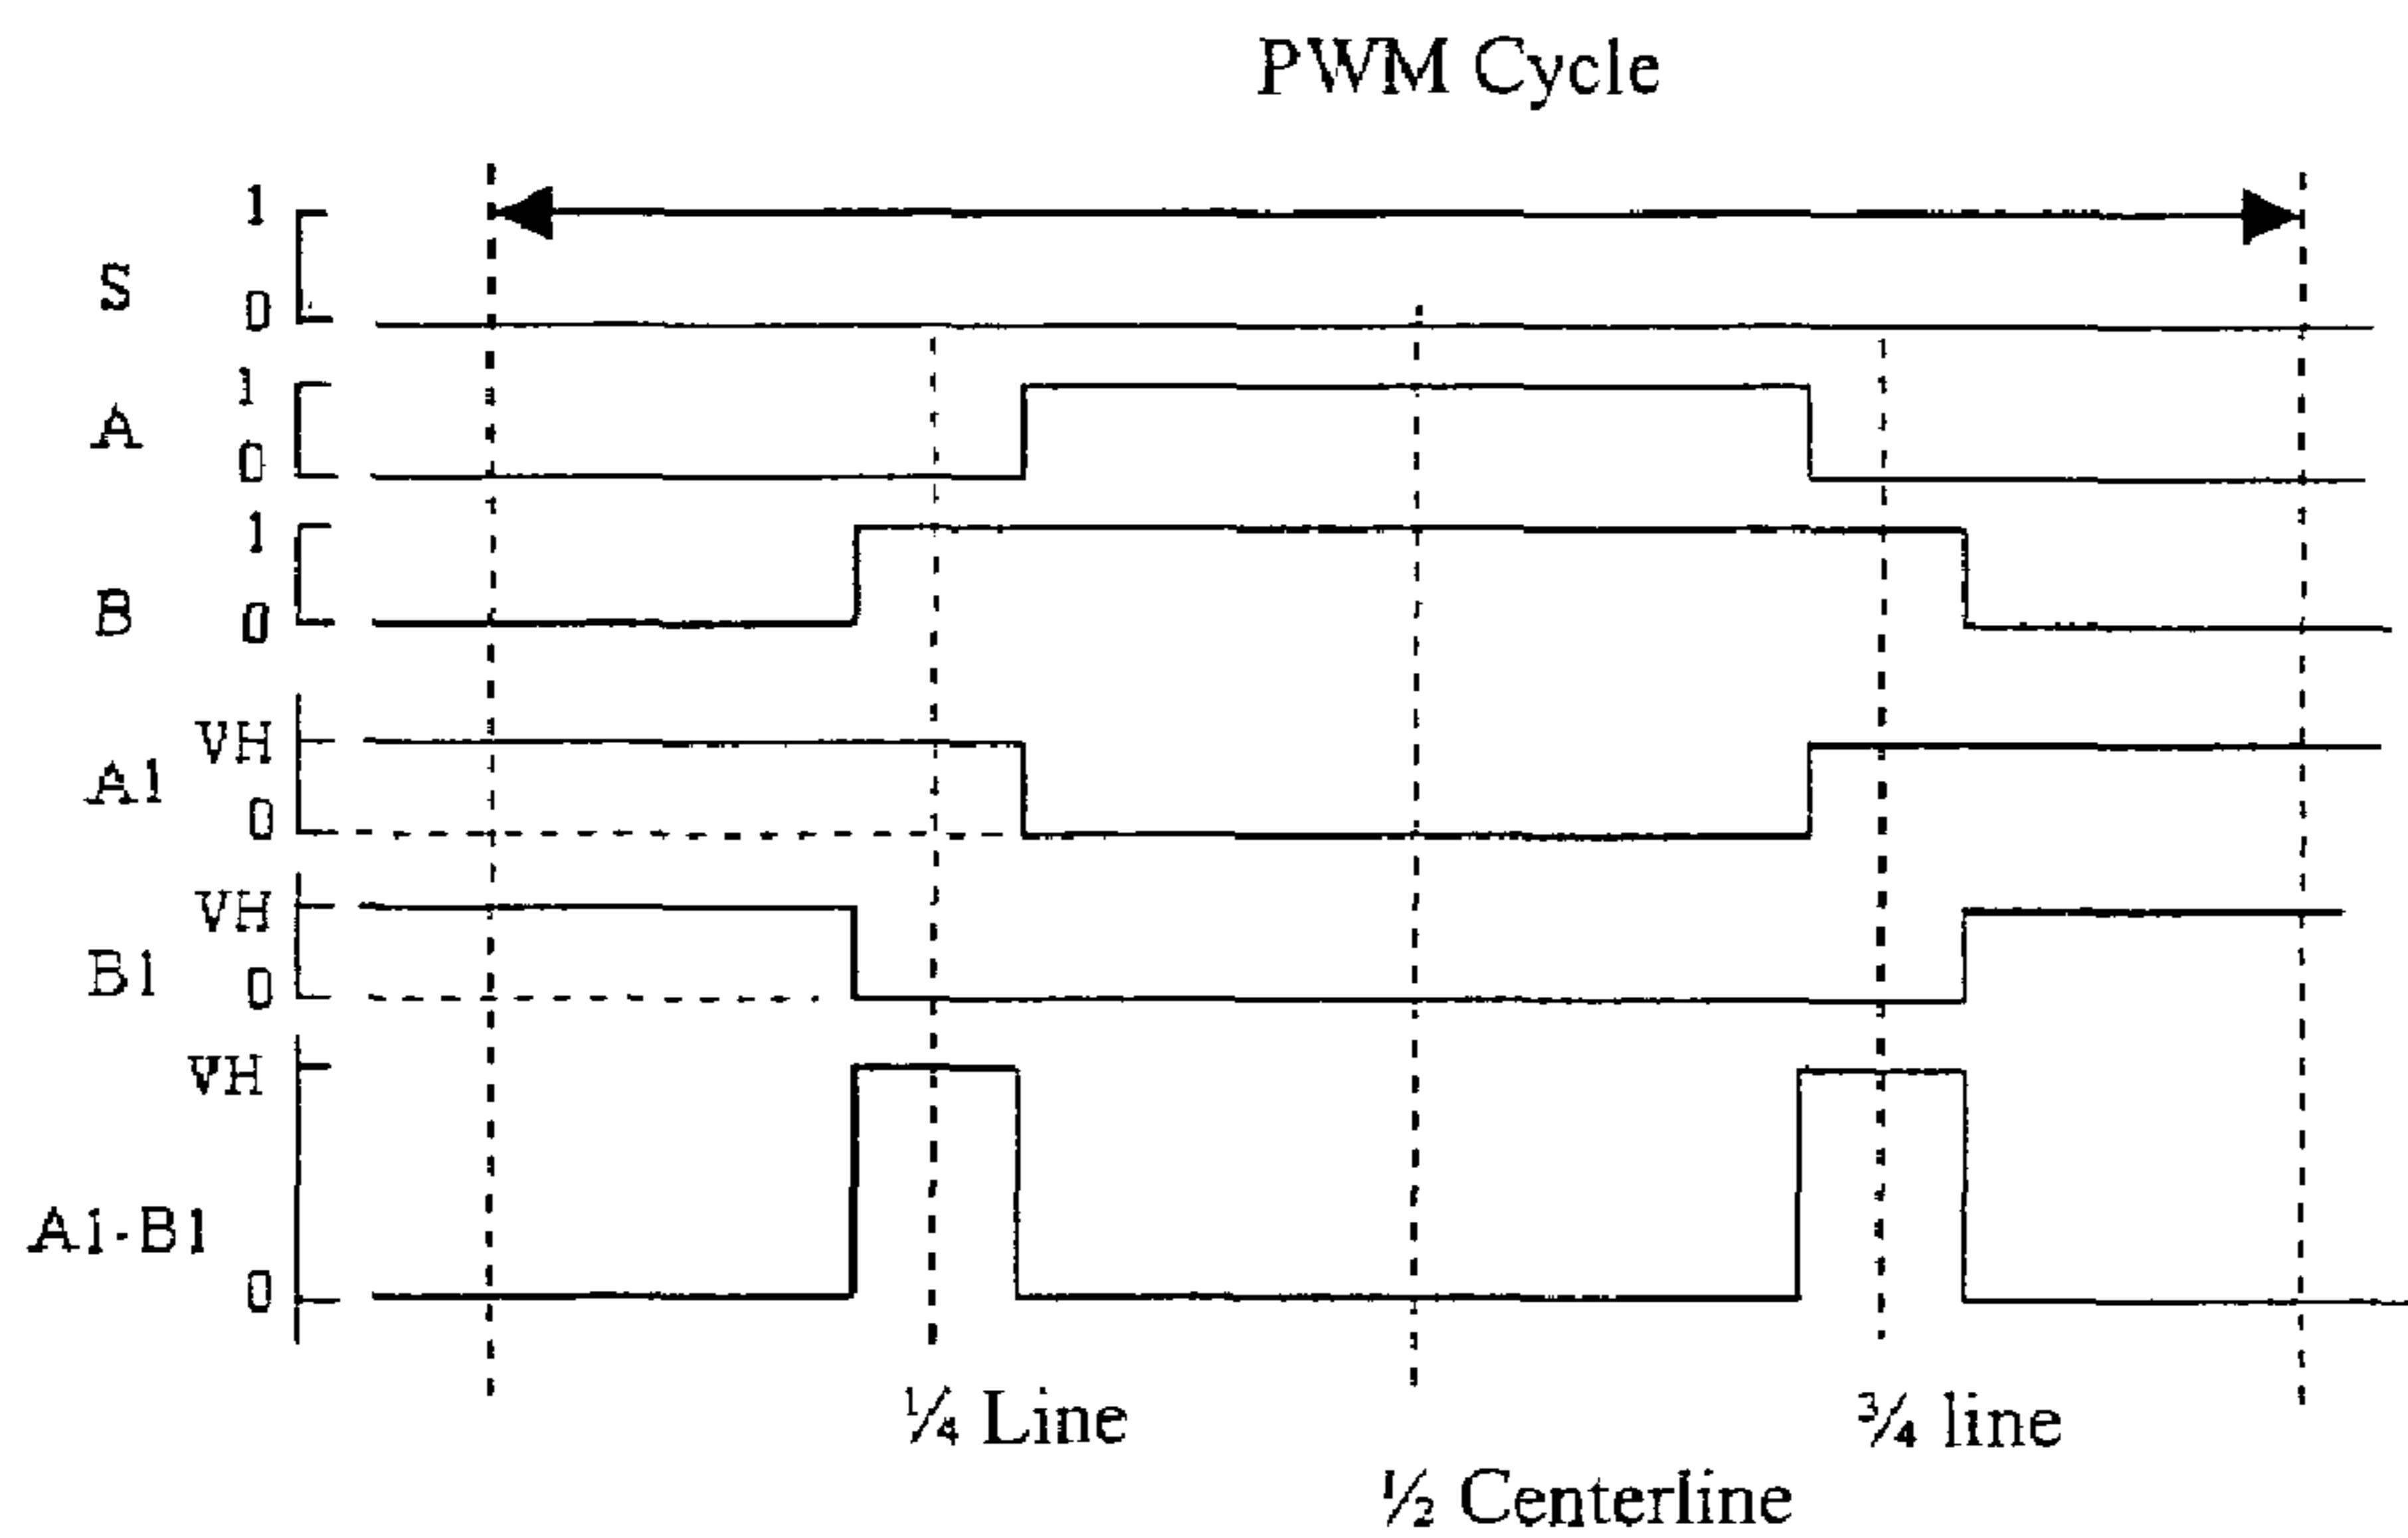 PWM Cycle
1
S
0
1
A
0
1
B
0
VH
A1
0
VH
B1
0
VH
A1-B1
0
¼ Line
¾ line
½ Centerline